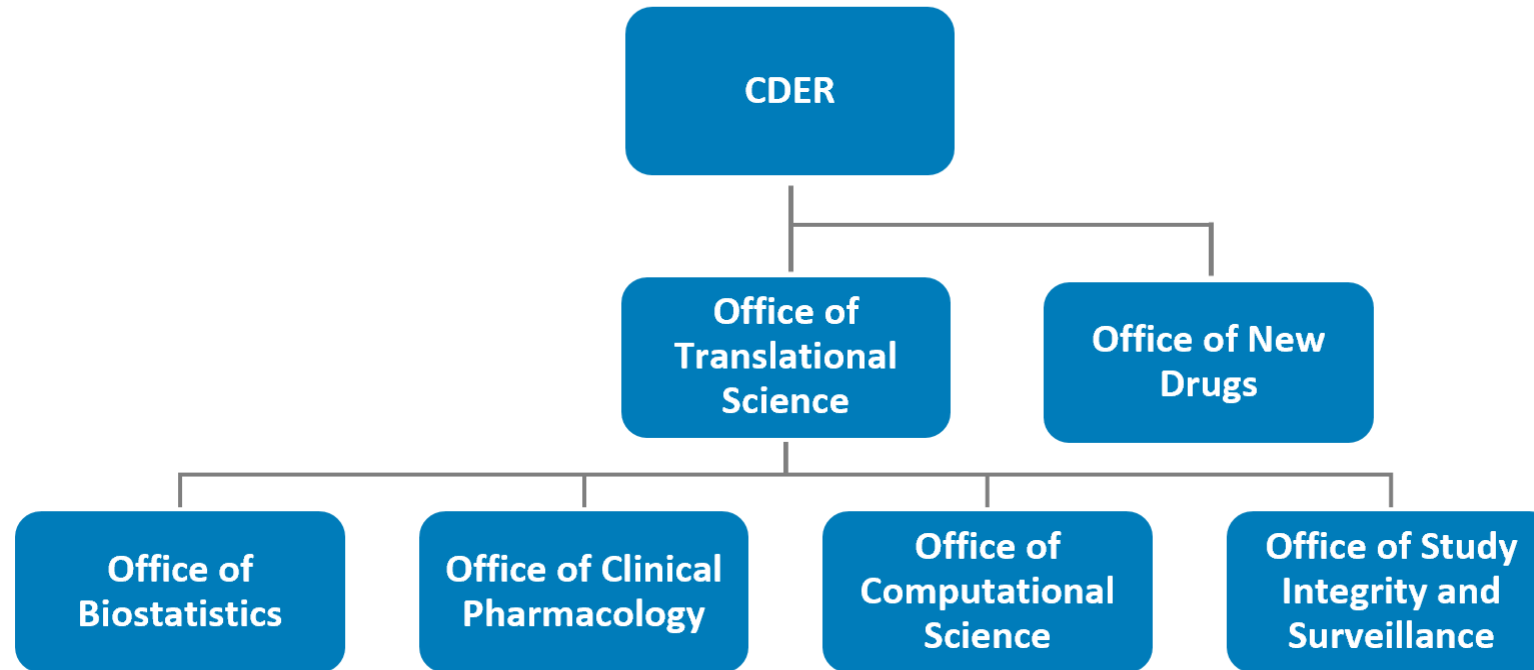 CDER
Office of
Translational
Science
Office of New
Drugs
Office of
Biostatistics
Office of Clinical
Pharmacology
Office of
Computational
Science
Office of Study
Integrity and
Surveillance